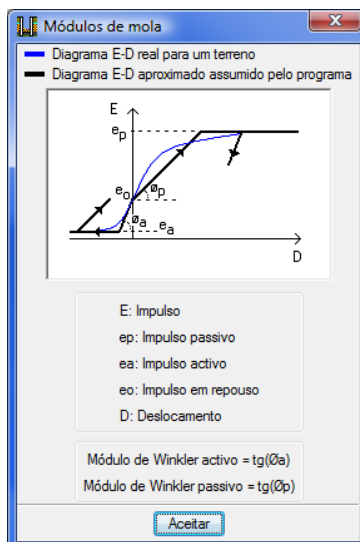 Módulos de mola
Diagrama E-D real para um terreno
Diagrama E-D aproximado assumido pelo programa
E
ep
eo
øp
øa
ea
D
E: Impulso
ep: Impulso passivo
ea: Impulso activo
eo: Impulso em repouso
D: Deslocamento
Módulo de Winkler activo = tg(Øa)
Módulo de Winkler passivo = tg(Øp)
Aceitar